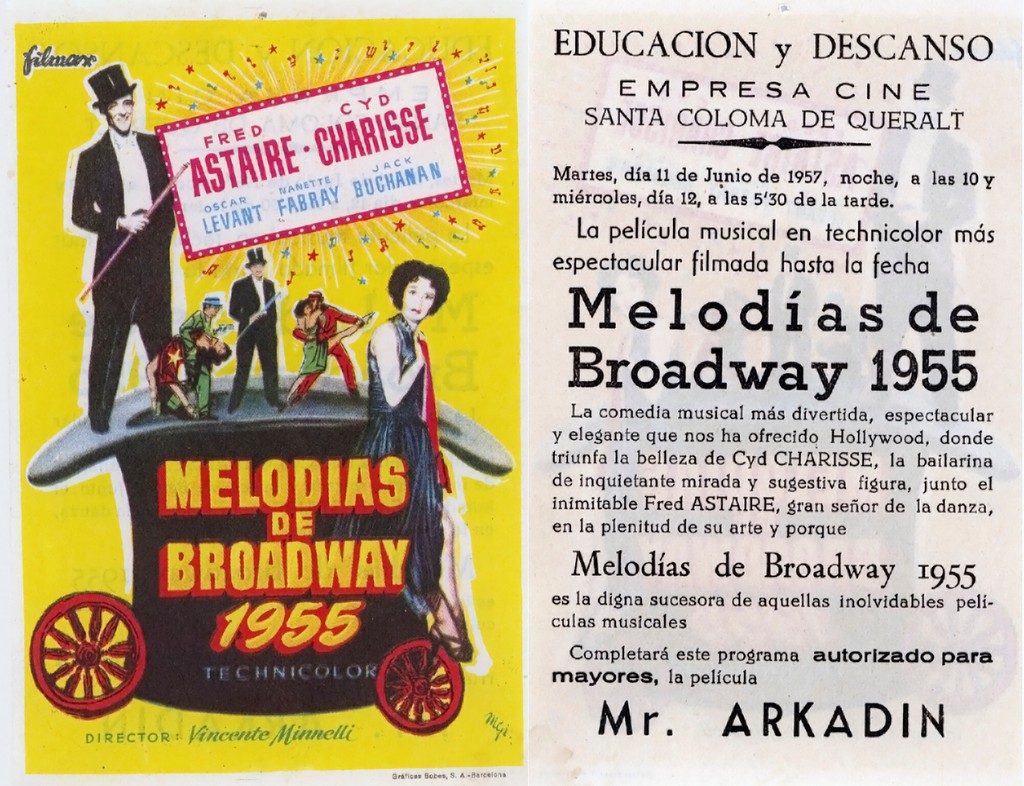 filmax
FRED
ASTAIRE · CYD
CHARISSE
OSCAR
LEVANT
NANETTE
FABRAY
JACK
BUCHANAN
MELODIAS
DE
BROADWAY
1955
TECHNICOLOR
DIRECTOR: Vincente Minnelli
MCP.
Gráficas Bobes, S. A.-Barcelona
EDUCACION y DESCANSO
EMPRESA CINE
SANTA COLOMA DE QUERALT
Martes, día 11 de Junio de 1957, noche, a las 10 y
miércoles, día 12, a las 5'30 de la tarde.
La película musical en technicolor más
espectacular filmada hasta la fecha
Melodías de
Broadway 1955
La comedia musical más divertida, espectacular
y elegante que nos ha ofrecido Hollywood, donde
triunfa la belleza de Cyd CHARISSE, la bailarina
de inquietante mirada y sugestiva figura, junto el
inimitable Fred ASTAIRE, gran señor de la danza,
en la plenitud de su arte y porque
Melodías de Broadway 1955
es la digna sucesora de aquellas inolvidables pelí-
culas musicales
Completará este programa autorizado para
mayores, la película
Mr. ARKADIN